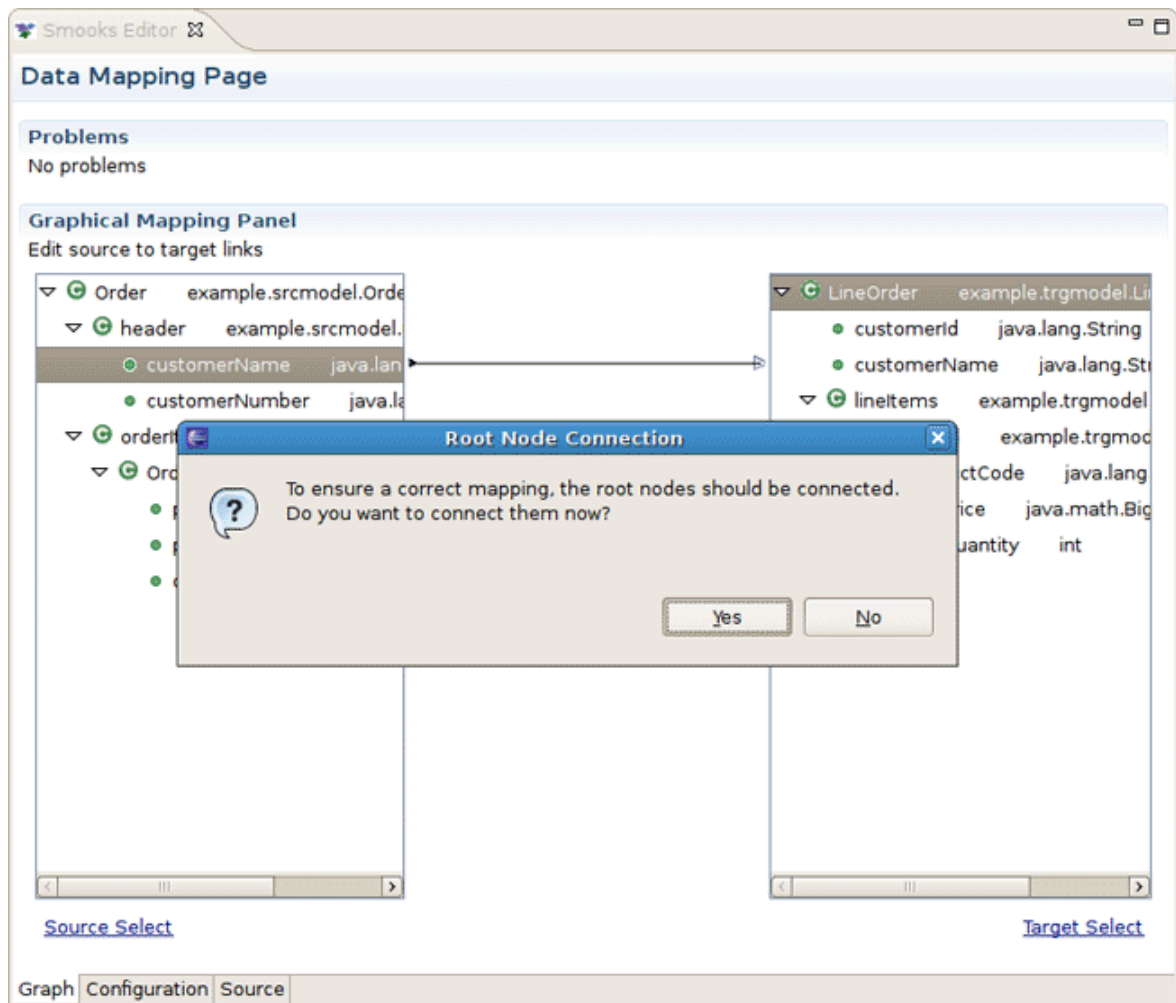 Smooks Editor
Data Mapping Page
Problems
No problems
Graphical Mapping Panel
Edit source to target links
Order example.srcmodel.Orde
header example.srcmodel.
customerName java.lan
customerNumber java.la
orderI
Ord
LineOrder example.trgmodel.Li
customerId java.lang.String
customerName java.lang.Str
lineItems example.trgmodel
example.trgmod
ctCode java.lang
ice java.math.Big
uantity int
Root Node Connection
To ensure a correct mapping, the root nodes should be connected.
Do you want to connect them now?
Yes No
Source Select Target Select
Graph Configuration Source